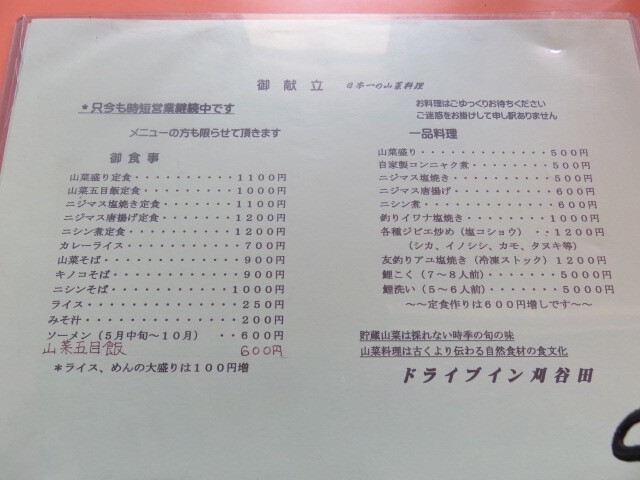 御献立 日本一の山菜料理
*只今も時短営業継続中です
メニューの方も限らせて頂きます
御食事
山菜盛り定食・・・・・・・・・・1100円
山菜五目飯定食・・・・・・・・・1000円
ニジマス塩焼き定食・・・・・・・1100円
ニジマス唐揚げ定食・・・・・・・1200円
ニシン煮定食・・・・・・・・・・1200円
カレーライス・・・・・・・・・・700円
山菜そば・・・・・・・・・・・・900円
キノコそば・・・・・・・・・・・900円
ニシンそば・・・・・・・・・・・1000円
ライス・・・・・・・・・・・・・250円
みそ汁・・・・・・・・・・・・・200円
ソーメン(5月中旬~10月) ・・600円
山菜五目飯 600円
*ライス、めんの大盛りは100円増
お料理はごゆっくりお待ちください
ご迷惑をお掛けして申し訳ありません
一品料理
山菜盛り・・・・・・・・・・・500円
自家製コンニャク煮・・・・・・500円
ニジマス塩焼き・・・・・・・・500円
ニジマス唐揚げ・・・・・・・・600円
ニシン煮・・・・・・・・・・・600円
釣りイワナ塩焼き・・・・・・・1000円
各種ジビエ炒め(塩コショウ) ・・1200円
(シカ、イノシシ、カモ、タヌキ等)
友釣りアユ塩焼き(冷凍ストック)1200円
鯉こく(7~8人前)・・・・・・・5000円
鯉洗い(5~6人前)・・・・・・・5000円
~~定食作りは600円増しです~~
貯蔵山菜は採れない時季の旬の味
山菜料理は古くより伝わる自然食材の食文化
ドライブイン刈谷田